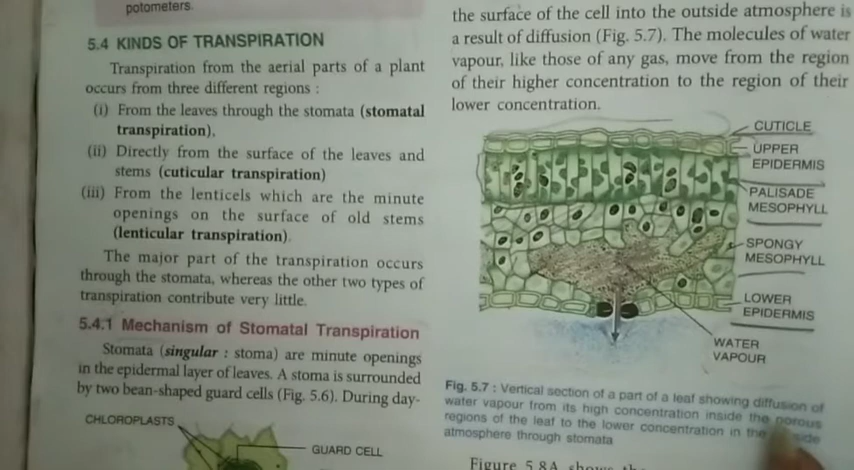 potometers.
5.4 KINDS OF TRANSPIRATION
Transpiration from the aerial parts of a plant
occurs from three different regions :
(i) From the leaves through the stomata (stomatal
transpiration),
(ii) Directly from the surface of the leaves and
stems (cuticular transpiration)
(iii) From the lenticels which are the minute
openings on the surface of old stems
(lenticular transpiration).
The major part of the transpiration occurs
through the stomata, whereas the other two types of
transpiration contribute very little.
5.4.1 Mechanism of Stomatal Transpiration
Stomata (singular : stoma) are minute openings
in the epidermal layer of leaves. A stoma is surrounded
by two bean-shaped guard cells (Fig. 5.6). During day-
CHLOROPLASTS
GUARD CELL
the surface of the cell into the outside atmosphere is
a result of diffusion (Fig. 5.7). The molecules of water
vapour, like those of any gas, move from the region
of their higher concentration to the region of their
lower concentration.
CUTICLE
UPPER
EPIDERMIS
PALISADE
MESOPHYLL
SPONGY
MESOPHYLL
LOWER
EPIDERMIS
WATER
VAPOUR
Fig. 5.7 : Vertical section of a part of a leaf showing diffusion of
water vapour from its high concentration inside the porous
regions of the leaf to the lower concentration in the
atmosphere through stomata
Figure 5.8A shows the